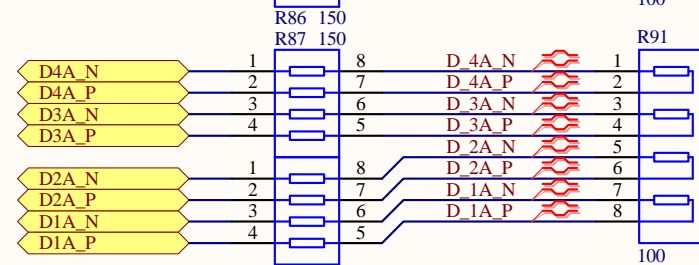 100
R86 150
R87 150
R91
1 8 D_4A_N 1
D4A_N
2 7 D_4A_P 2
D4A_P
3 6 D_3A_N 3
D3A_N
4 5 D_3A_P 4
D3A_P
D_2A_N 5
1 8 D_2A_P 6
D2A_N
2 7 D_1A_N 7
D2A_P
3 6 D_1A_P 8
D1A_N
4 5
D1A_P
100